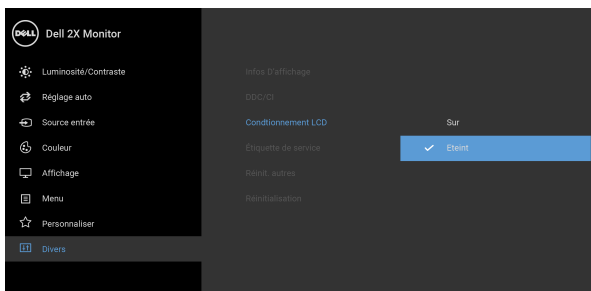 DELL
Dell 2X Monitor
Luminosité/Contraste
Réglage auto
Source entrée
Couleur
Affichage
Menu
Personnaliser
Divers
Infos D'affichage
DDC/CI
Condtionnement LCD
Étiquette de service
Réinit. autres
Réinitialisation
Sur
Eteint